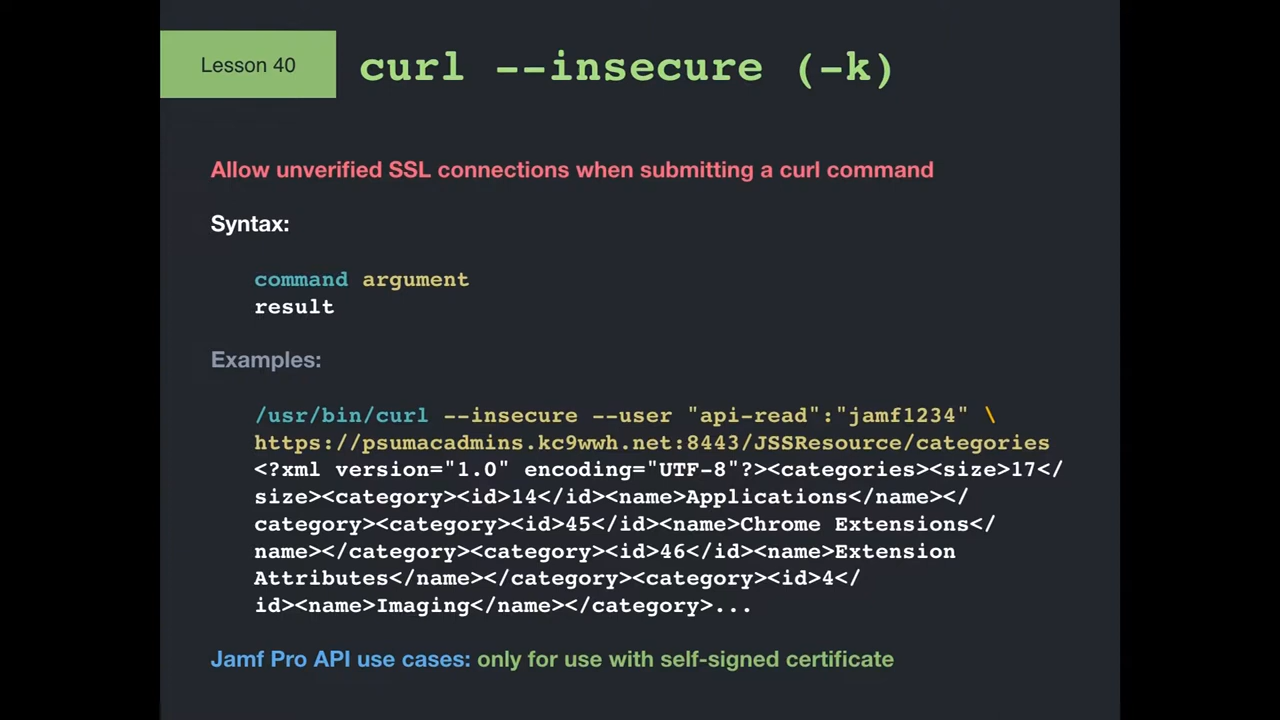 Lesson 40
curl --insecure (-k)
Allow unverified SSL connections when submitting a curl command
Syntax:
command argument
result
Examples:
/usr/bin/curl --insecure --user "api-read":"jamf1234" \
https://psumacadmins.kc9wwh.net:8443/JSSResource/categories
<?xml version="1.0" encoding="UTF-8"?><categories><size>17</
size><category><id>14</id><name>Applications</name></
category><category><id>45</id><name>Chrome Extensions</
name></category><category><id>46</id><name>Extension
Attributes</name></category><category><id>4</
id><name>Imaging</name></category>...
Jamf Pro API use cases: only for use with self-signed certificate